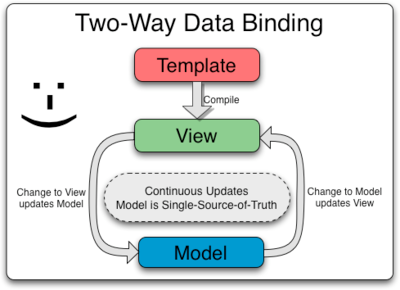 Two-Way Data Binding
Template
Compile
View
Change to View
updates Model
Continuous Updates
Model is Single-Source-of-Truth
Change to Model
updates View
Model